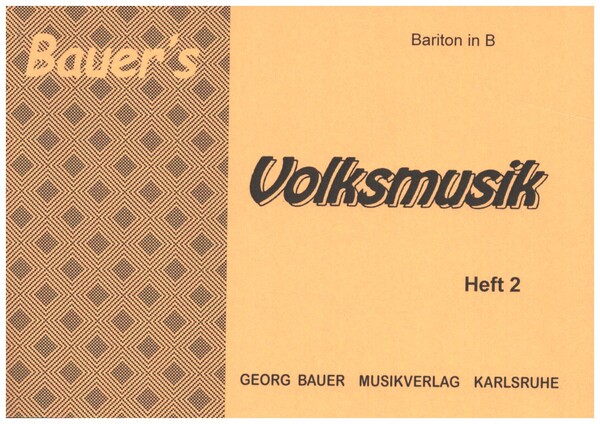 Bauer's
Bariton in B
Volksmusik
Heft 2
GEORG BAUER MUSIKVERLAG KARLSRUHE